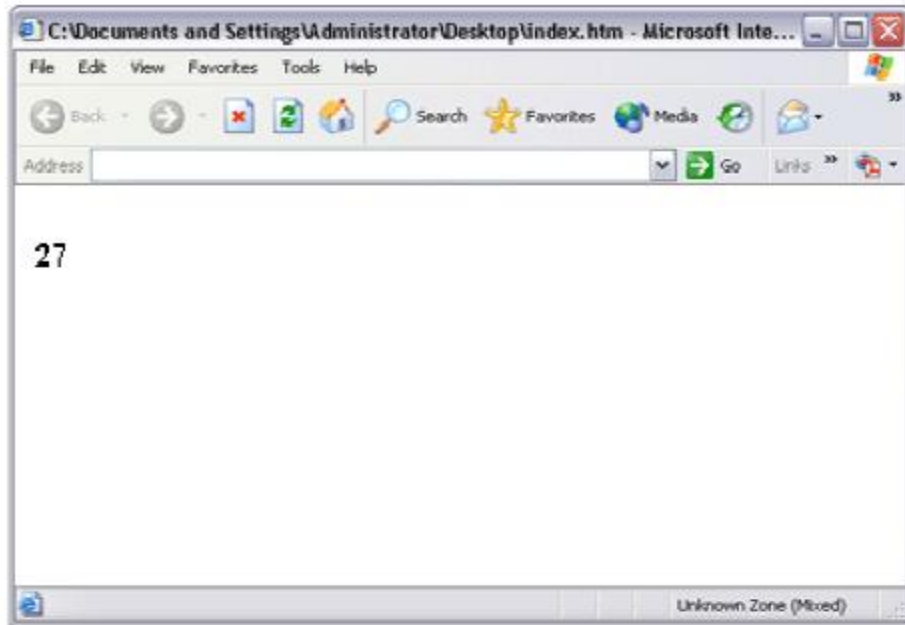 C:\Documents and Settings\Administrator\Desktop\index.htm - Microsoft Inte...
File Edit View Favorites Tools Help
Back Search Favorites Media
Address Go Links
27
Unknown Zone (Mixed)